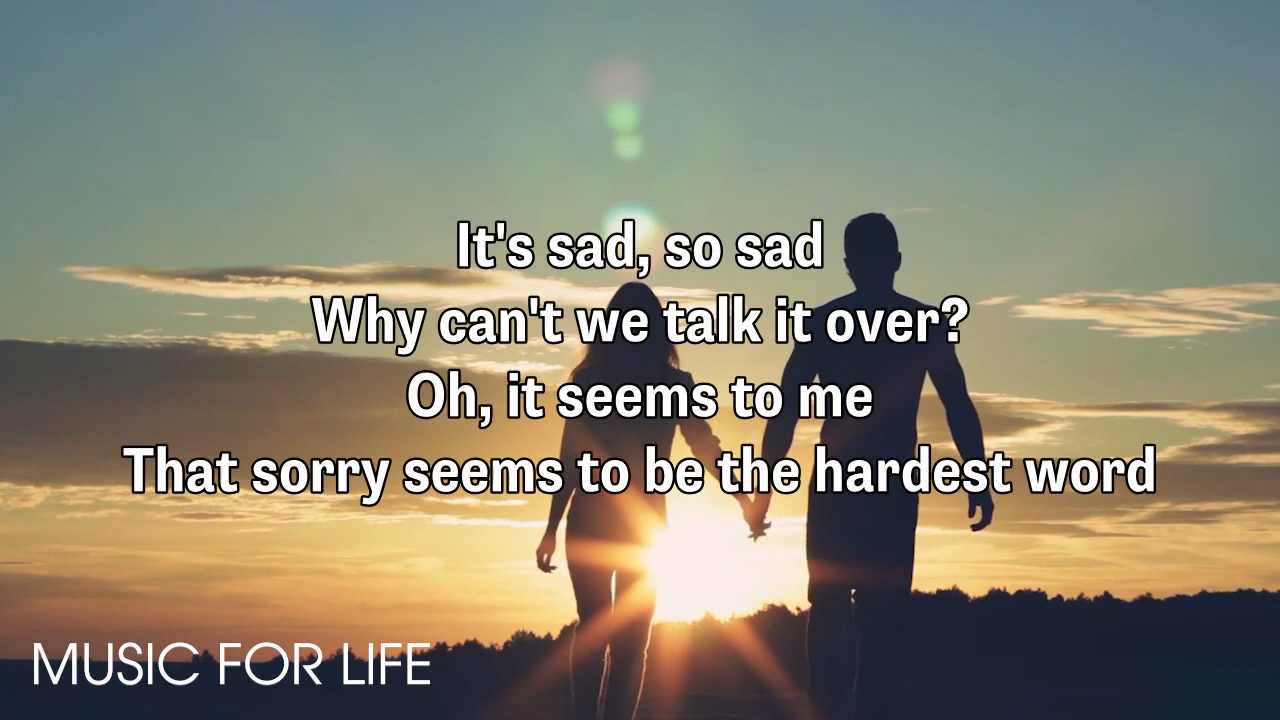 It's sad, so sad
Why can't we talk it over?
Oh, it seems to me
That sorry seems to be the hardest word
MUSIC FOR LIFE